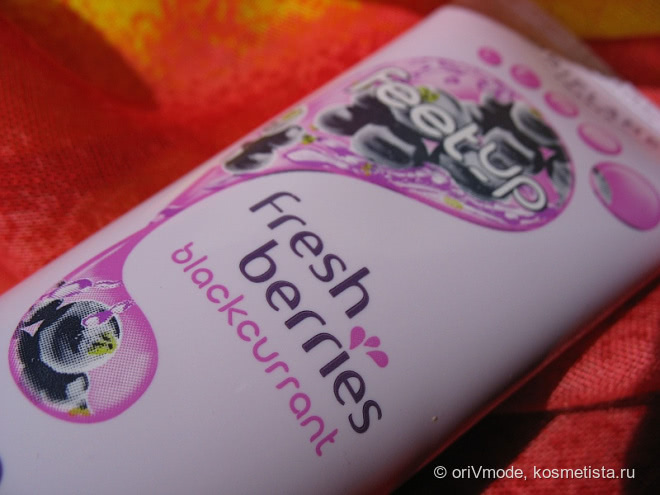 feet up
fresh
berries
blackcurrant
© oriVmode, kosmetista.ru